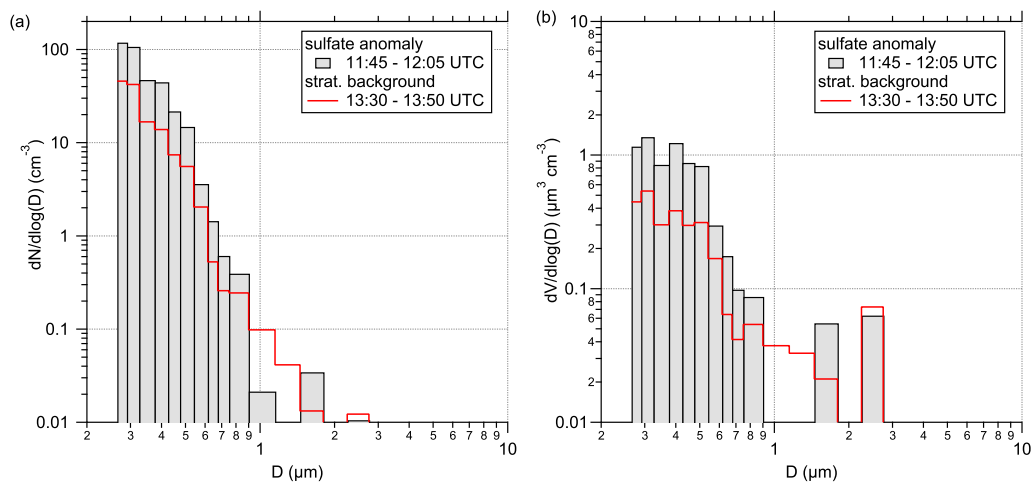 (a)
sulfate anomaly
11:45 - 12:05 UTC
strat. background
13:30 - 13:50 UTC
dN/dlog(D) (cm⁻³)
100
10
1
0.1
0.01
2 3 4 5 6 7 8 9 1 2 3 4 5 6 7 8 9 10
D (µm)
(b)
sulfate anomaly
11:45 - 12:05 UTC
strat. background
13:30 - 13:50 UTC
dV/dlog(D) (µm³ cm⁻³)
10
8
6
4
2
1
8
6
4
2
0.1
8
6
4
2
0.01
2 3 4 5 6 7 8 9 1 2 3 4 5 6 7 8 9 10
D (µm)